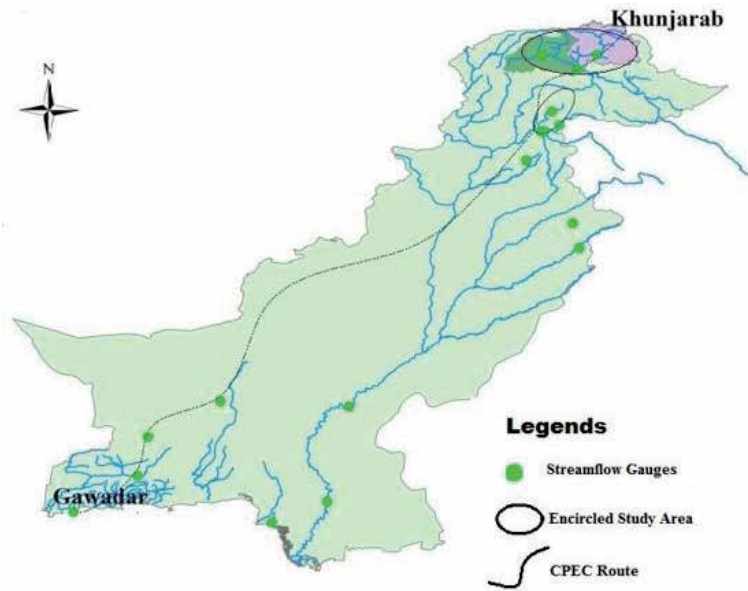 Khunjarab
N
Gawadar
Legends
Streamflow Gauges
Encircled Study Area
CPEC Route